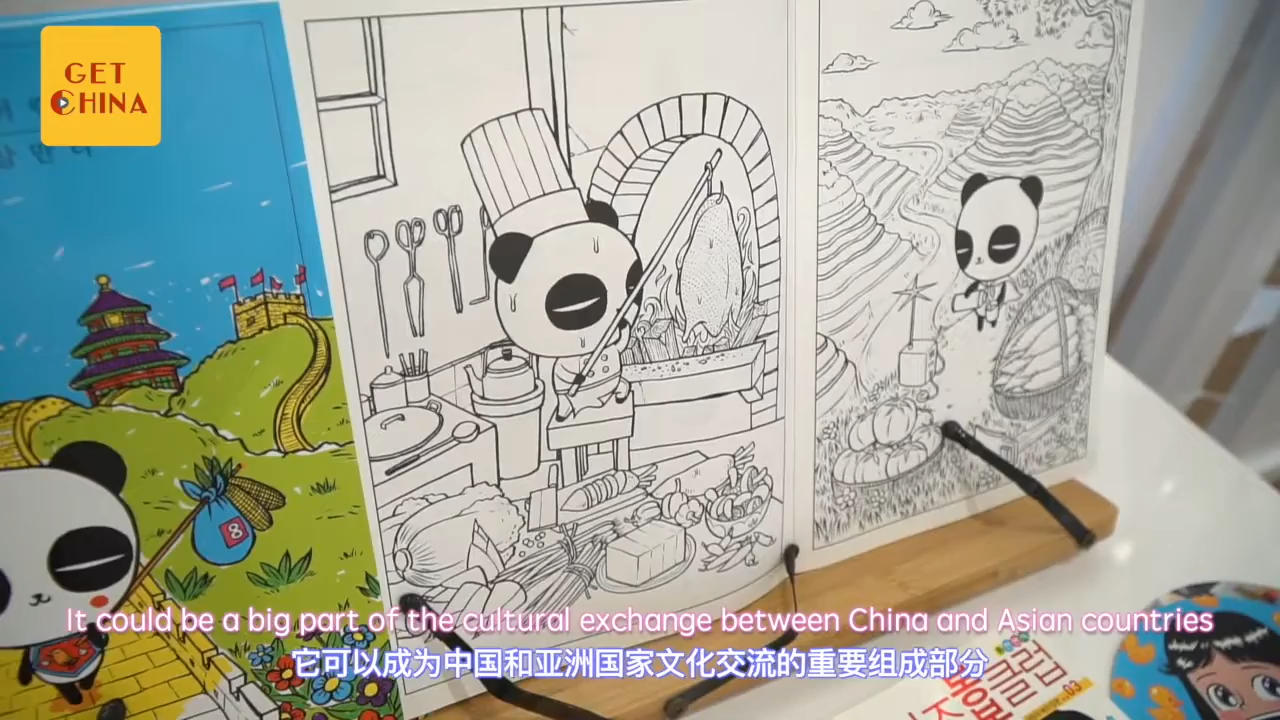 GET
CHINA
8
It could be a big part of the cultural exchange between China and Asian countries
它可以成为中国和亚洲国家文化交流的重要组成部分
03